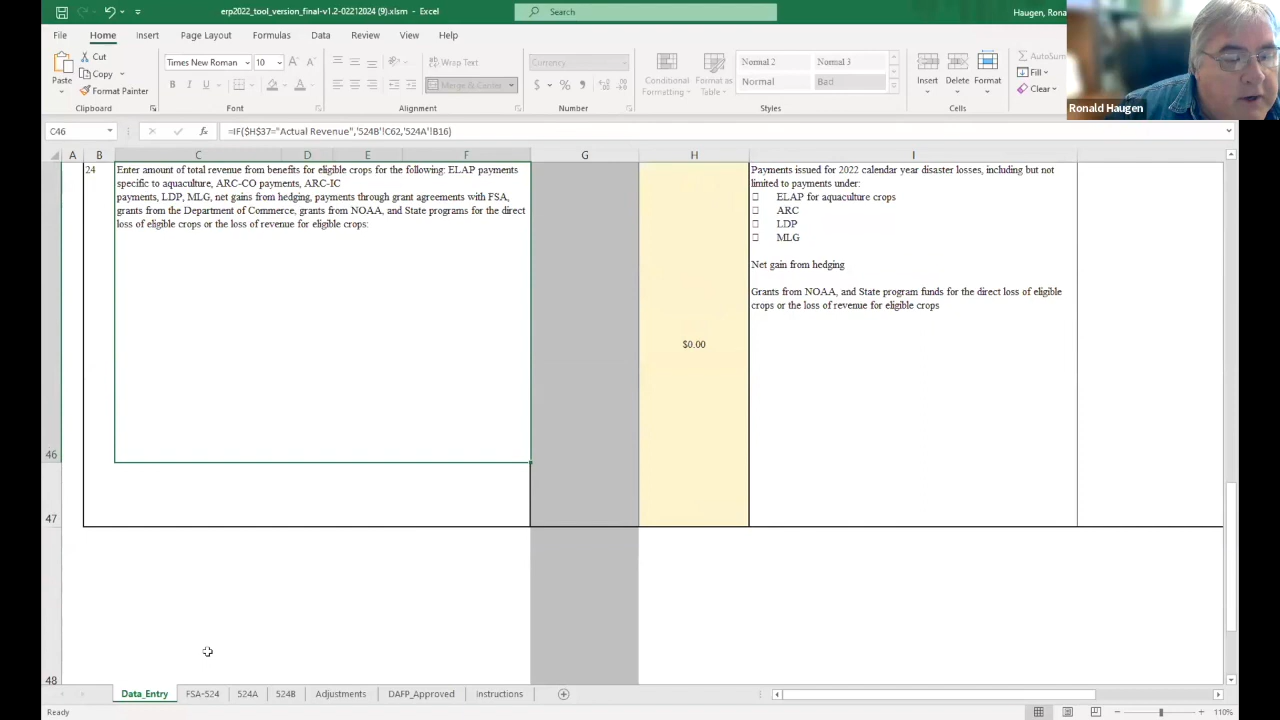 erp2022_tool_version_final-v1.2-02212024 (9).xlsm - Excel
Search
Haugen, Rona
File Home Insert Page Layout Formulas Data Review View Help
Paste
Cut
Copy
Format Painter
Clipboard
Times New Roman 10
B U
Font
Wrap Text
Merge & Center
Alignment
Currency
$ % ,
Number
Conditional Formatting
Format as Table
Normal 2 Normal 3
Normal Bad
Styles
Insert Delete Format
Cells
AutoSum
Fill
Clear
Ronald Haugen
C46
=IF($H$37="Actual Revenue",'524B'!C62,'524A'!B16)
A B C D E F G H I
24
Enter amount of total revenue from benefits for eligible crops for the following: ELAP payments
specific to aquaculture, ARC-CO payments, ARC-IC
payments, LDP, MLG, net gains from hedging, payments through grant agreements with FSA,
grants from the Department of Commerce, grants from NOAA, and State programs for the direct
loss of eligible crops or the loss of revenue for eligible crops:
$0.00
Payments issued for 2022 calendar year disaster losses, including but not
limited to payments under:
☐ ELAP for aquaculture crops
☐ ARC
☐ LDP
☐ MLG
Net gain from hedging
Grants from NOAA, and State program funds for the direct loss of eligible
crops or the loss of revenue for eligible crops
46
47
48
Data_Entry FSA-524 524A 524B Adjustments DAFP_Approved Instructions
Ready
110%